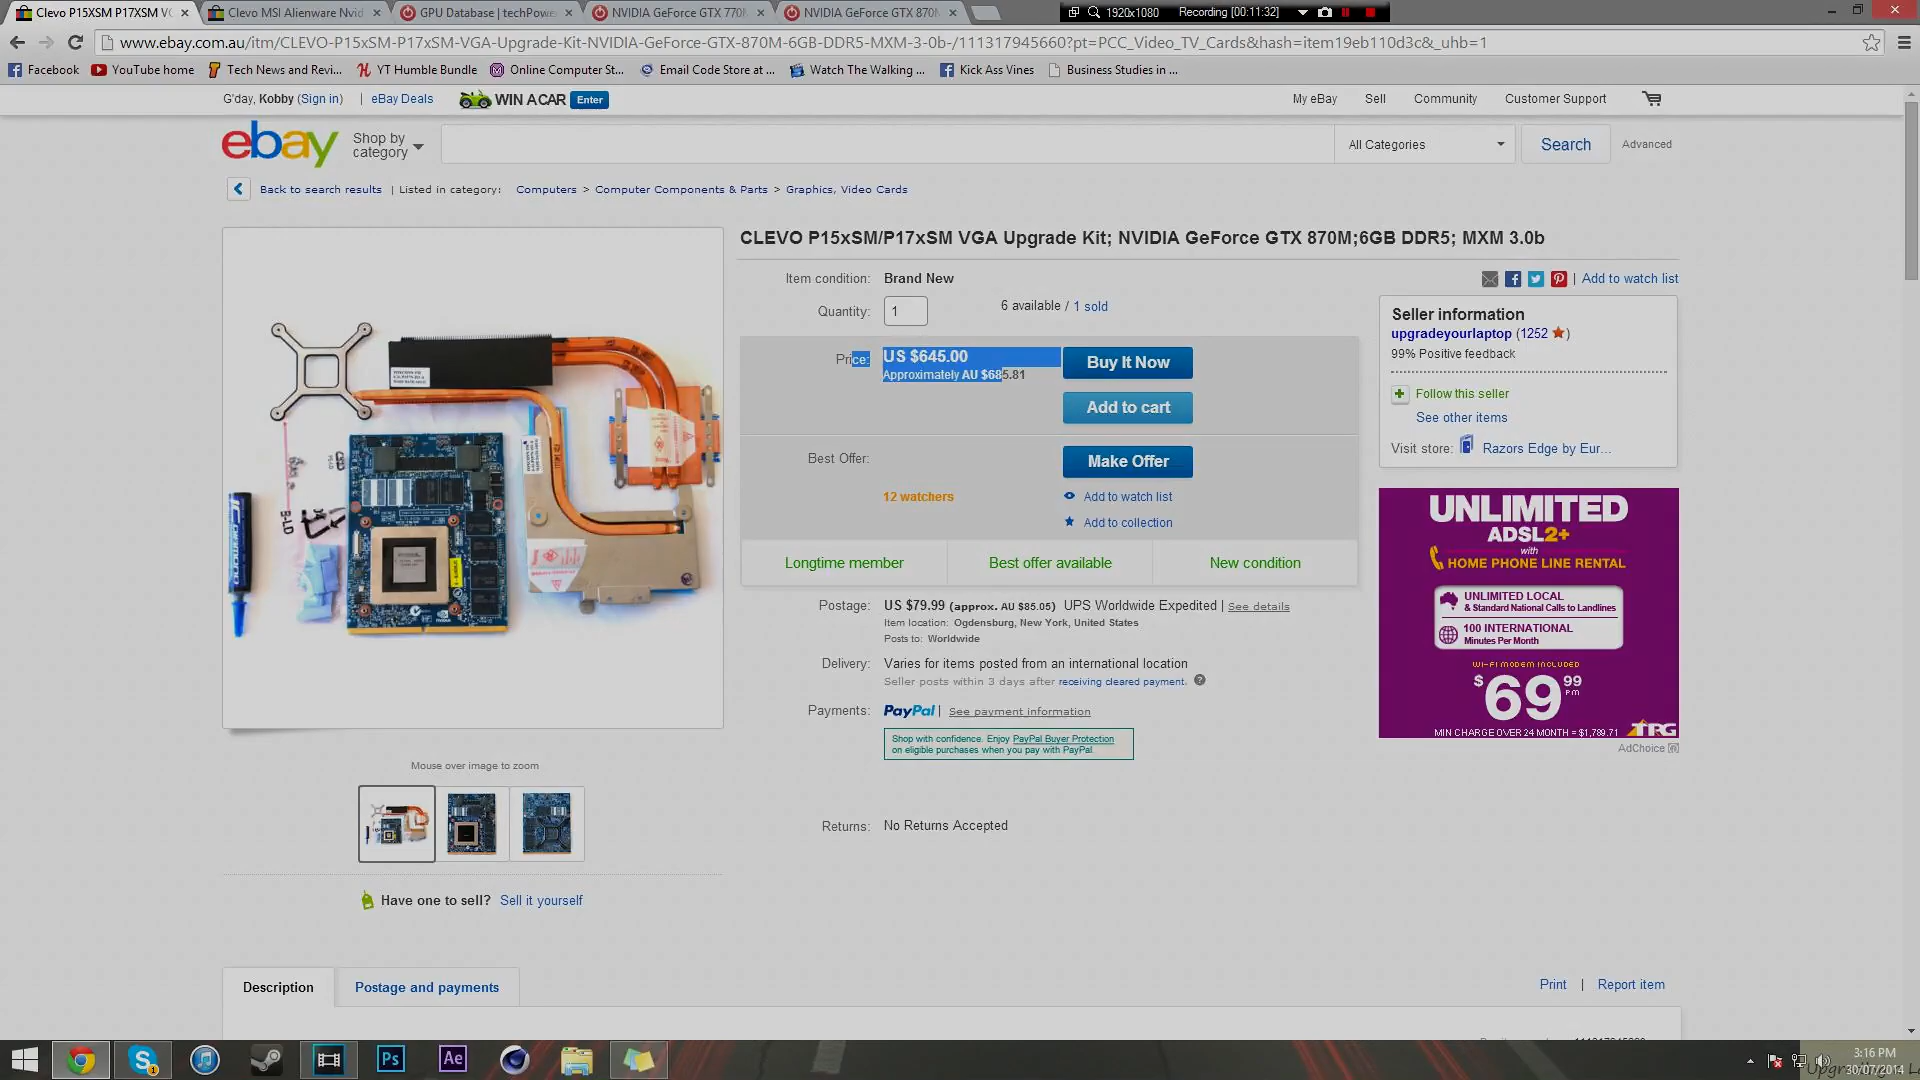 Clevo P15XSM P17XSM VG
Clevo MSI Alienware Nvid
GPU Database | techPowe
NVIDIA GeForce GTX 770M
NVIDIA GeForce GTX 870M
1920x1080
Recording [00:11:32]
www.ebay.com.au/itm/CLEVO-P15xSM-P17xSM-VGA-Upgrade-Kit-NVIDIA-GeForce-GTX-870M-6GB-DDR5-MXM-3-0b-/111317945660?pt=PCC_Video_TV_Cards&hash=item19eb110d3c&_uhb=1
Facebook
YouTube home
Tech News and Revi...
YT Humble Bundle
Online Computer St...
Email Code Store at ...
Watch The Walking ...
Kick Ass Vines
Business Studies in ...
G'day, Kobby (Sign in) | eBay Deals
WIN A CAR Enter
My eBay
Sell
Community
Customer Support
ebay
Shop by category
All Categories
Search
Advanced
Back to search results | Listed in category: Computers > Computer Components & Parts > Graphics, Video Cards
CLEVO P15xSM/P17xSM VGA Upgrade Kit; NVIDIA GeForce GTX 870M;6GB DDR5; MXM 3.0b
Item condition: Brand New
Quantity: 1
6 available / 1 sold
Price: US $645.00
Approximately AU $685.81
Buy It Now
Add to cart
Best Offer:
Make Offer
12 watchers
Add to watch list
Add to collection
Longtime member
Best offer available
New condition
Postage: US $79.99 (approx. AU $85.05) UPS Worldwide Expedited | See details
Item location: Ogdensburg, New York, United States
Posts to: Worldwide
Delivery: Varies for items posted from an international location
Seller posts within 3 days after receiving cleared payment.
Payments: PayPal | See payment information
Shop with confidence. Enjoy PayPal Buyer Protection
on eligible purchases when you pay with PayPal.
Returns: No Returns Accepted
| Add to watch list
Seller information
upgradeyourlaptop (1252 )
99% Positive feedback
Follow this seller
See other items
Visit store: Razors Edge by Eur...
UNLIMITED
ADSL2+
with
HOME PHONE LINE RENTAL
UNLIMITED LOCAL
& Standard National Calls to Landlines
100 INTERNATIONAL
Minutes Per Month
WI-FI MODEM INCLUDED
$69.99 PM
MIN CHARGE OVER 24 MONTH = $1,789.71
TPG
AdChoice
Mouse over image to zoom
Have one to sell? Sell it yourself
Description
Postage and payments
Print | Report item
Ps
Ae
3:16 PM
30/07/2014